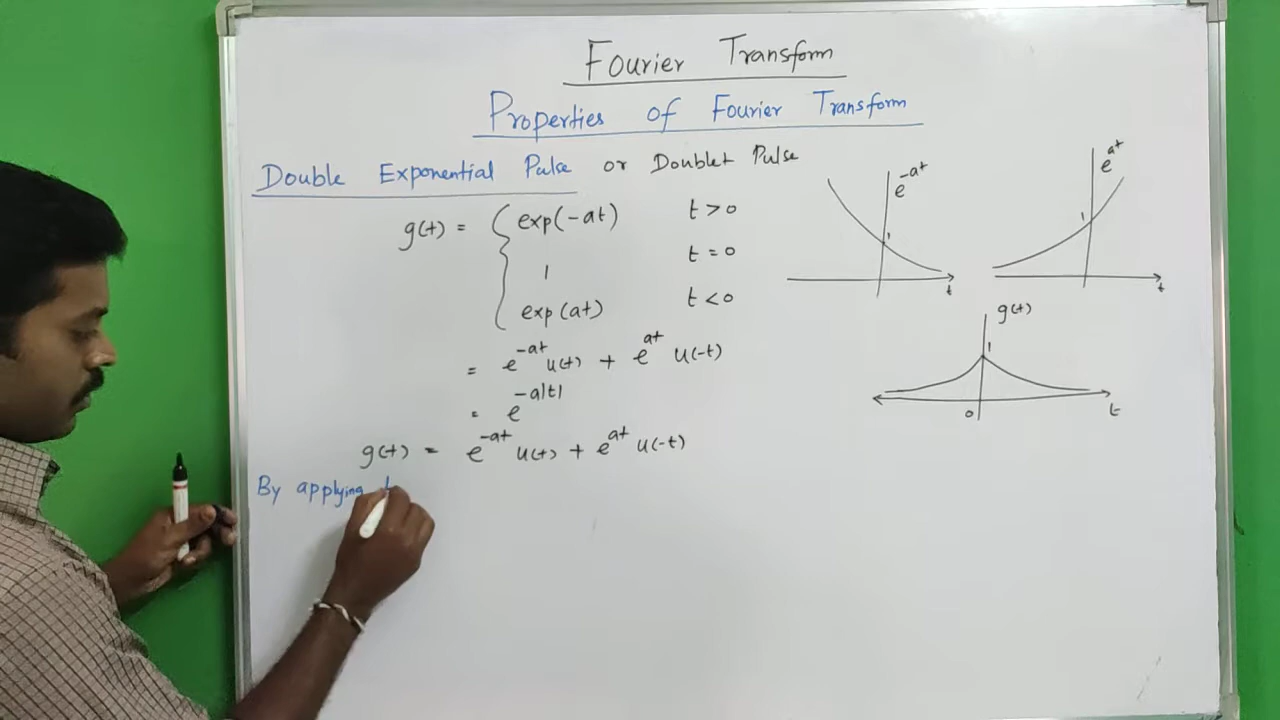 Fourier Transform
Properties of Fourier Transform
Double Exponential Pulse or Doublet Pulse
g(t) = { exp(-at) t > 0
1 t = 0
exp(at) t < 0
= e^-at u(t) + e^at u(-t)
= e^-a|t|
g(t) = e^-at u(t) + e^at u(-t)
By applying
e^-at
1
t
e^at
1
t
g(t)
1
0
t